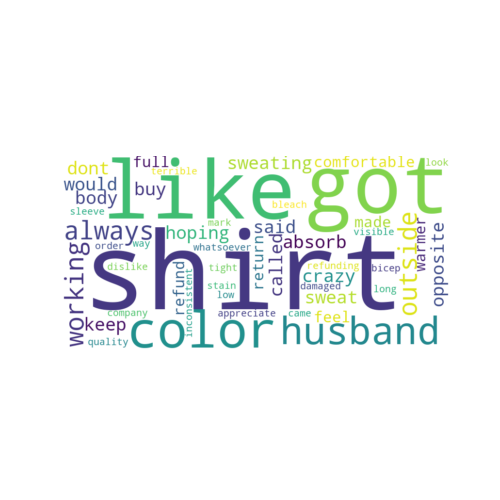 dont
full
terrible
like
got
sweating
comfortable
look
would
body
buy
bleach
sleeve
always
hoping
mark
said
made
visible
outside
warmer
opposite
working
order
way
whatsoever
called
return
absorb
shirt
dislike
refund
inconsistent
tight
stain
low
refunding
crazy
damaged
sweat
bicep
long
keep
company
quality
color
appreciate
came
feel
husband